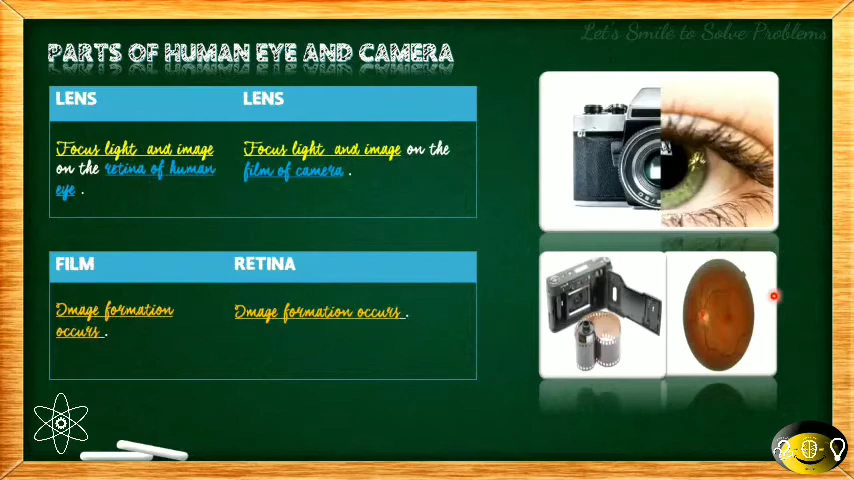 Let's Smile to Solve Problems
PARTS OF HUMAN EYE AND CAMERA
LENS
LENS
Focus light and image
on the retina of human
eye .
Focus light and image on the
film of camera .
FILM
RETINA
Image formation
occurs .
Image formation occurs .